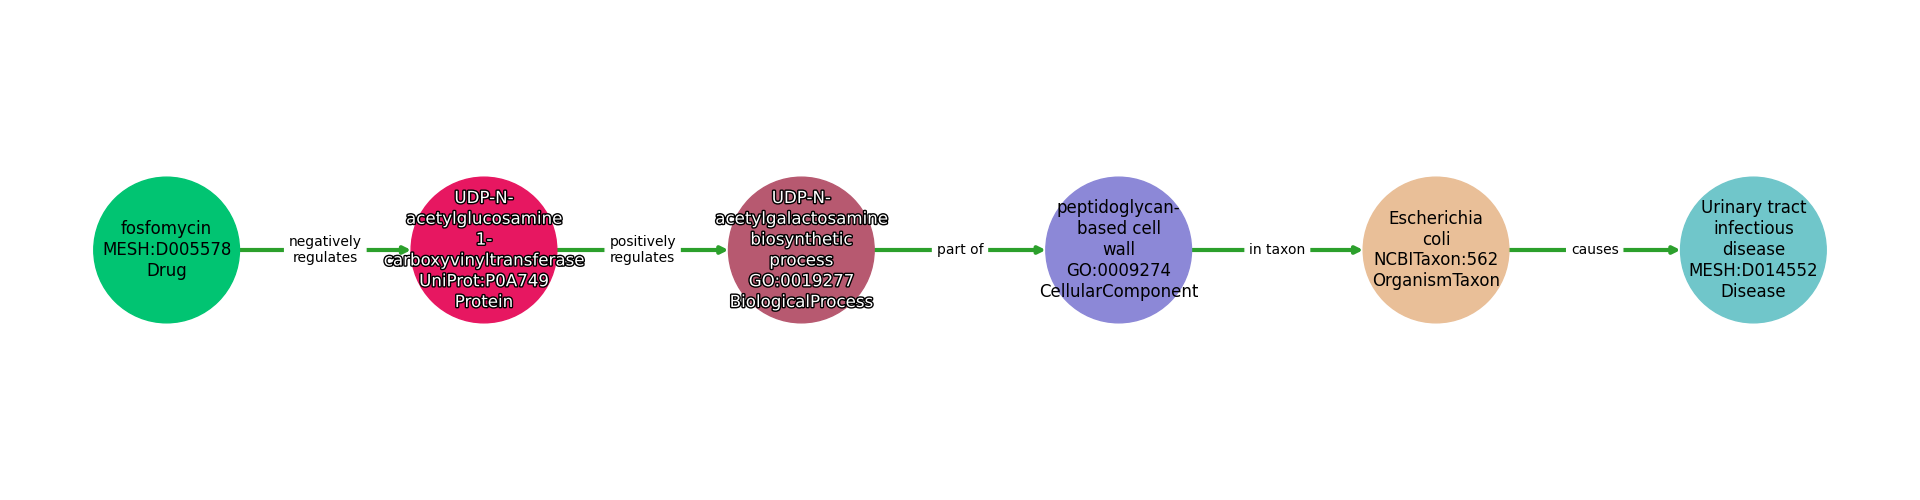 fosfomycin
MESH:D005578
Drug
negatively
regulates
UDP-N-
acetylglucosamine
1-
carboxyvinyltransferase
UniProt:P0A749
Protein
positively
regulates
UDP-N-
acetylgalactosamine
biosynthetic
process
GO:0019277
BiologicalProcess
part of
peptidoglycan-
based cell
wall
GO:0009274
CellularComponent
in taxon
Escherichia
coli
NCBITaxon:562
OrganismTaxon
causes
Urinary tract
infectious
disease
MESH:D014552
Disease